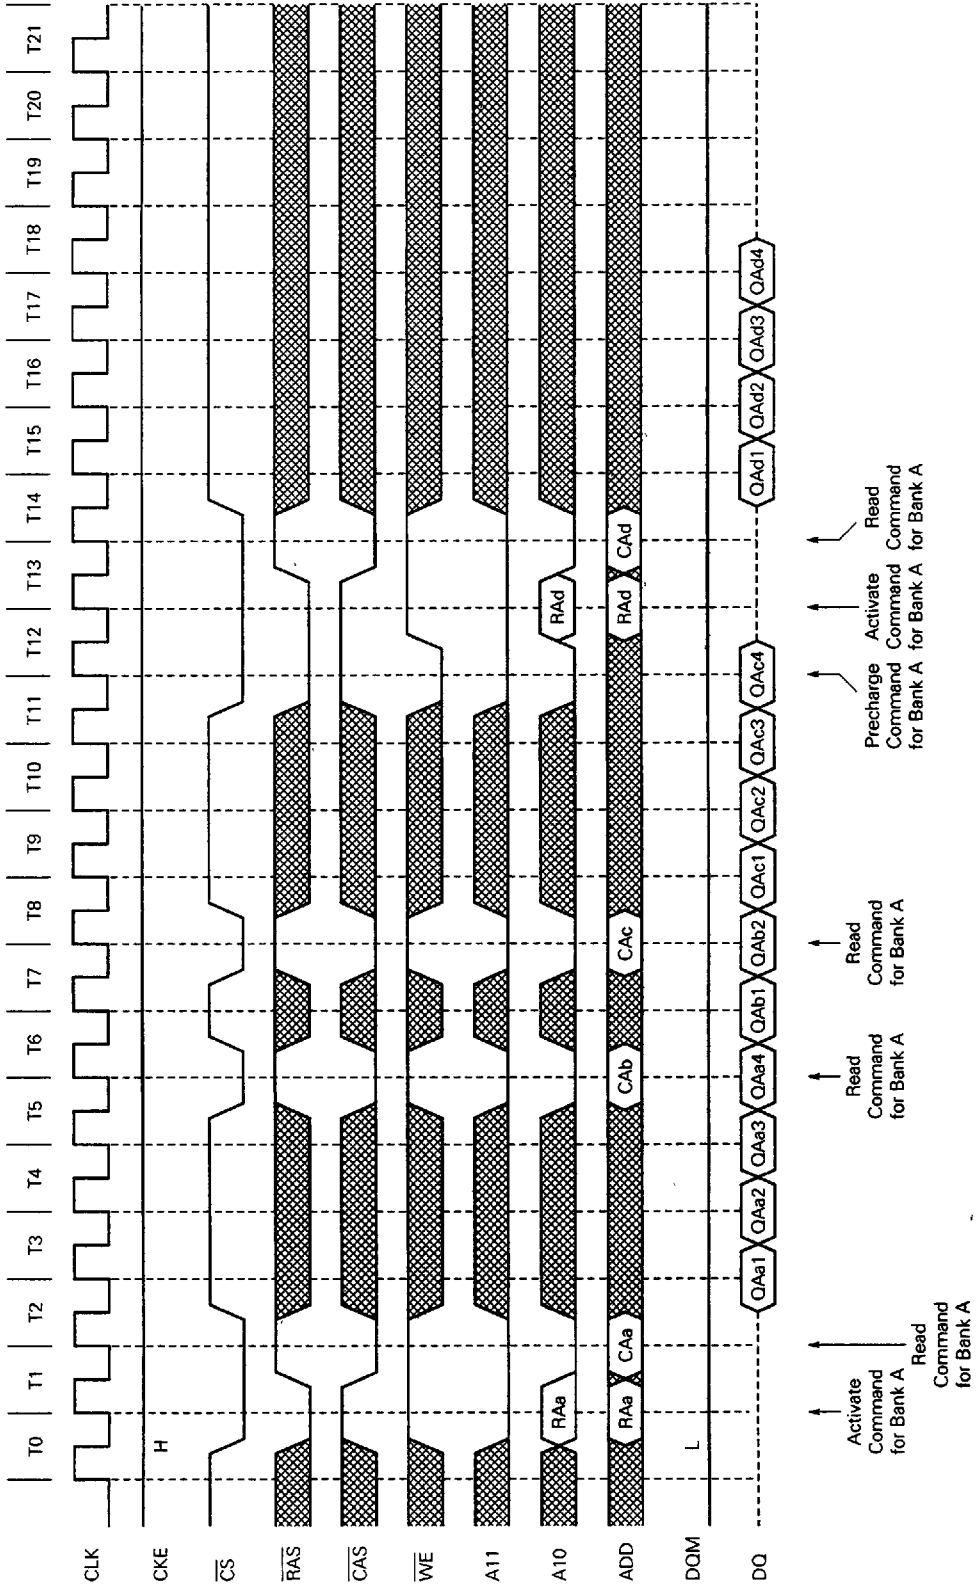 T0 T1 T2 T3 T4 T5 T6 T7 T8 T9 T10 T11 T12 T13 T14 T15 T16 T17 T18 T19 T20 T21
CLK
CKE H
CS
RAS
CAS
WE
A11
A10 RAa RAd
ADD RAa CAa CAb CAc RAd CAd
DQM L
DQ QAa1 QAa2 QAa3 QAa4 QAb1 QAb2 QAc1 QAc2 QAc3 QAc4 QAd1 QAd2 QAd3 QAd4
Activate
Command
for Bank A
Read
Command
for Bank A
Read
Command
for Bank A
Read
Command
for Bank A
Precharge
Command
for Bank A
Activate
Command
for Bank A
Read
Command
for Bank A